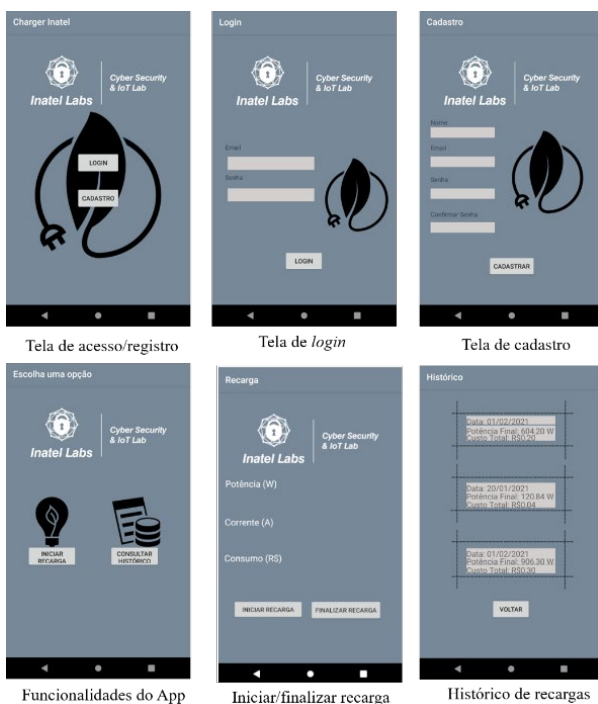 Charger Inatel
Inatel Labs
Cyber Security
& IoT Lab
LOGIN
CADASTRO
Tela de acesso/registro
Login
Inatel Labs
Cyber Security
& IoT Lab
Email
Senha
LOGIN
Tela de login
Cadastro
Inatel Labs
Cyber Security
& IoT Lab
Nome
Email
Senha
Confirmar Senha
CADASTRAR
Tela de cadastro
Escolha uma opção
Inatel Labs
Cyber Security
& IoT Lab
INICIAR
RECARGA
CONSULTAR
HISTÓRICO
Funcionalidades do App
Recarga
Inatel Labs
Cyber Security
& IoT Lab
Potência (W)
Corrente (A)
Consumo (R$)
INICIAR RECARGA
FINALIZAR RECARGA
Iniciar/finalizar recarga
Histórico
Data: 01/02/2021
Potência Final: 604.20 W
Custo Total: R$0.20
Data: 20/01/2021
Potência Final: 120.84 W
Custo Total: R$0.04
Data: 01/02/2021
Potência Final: 906.30 W
Custo Total: R$0.30
VOLTAR
Histórico de recargas